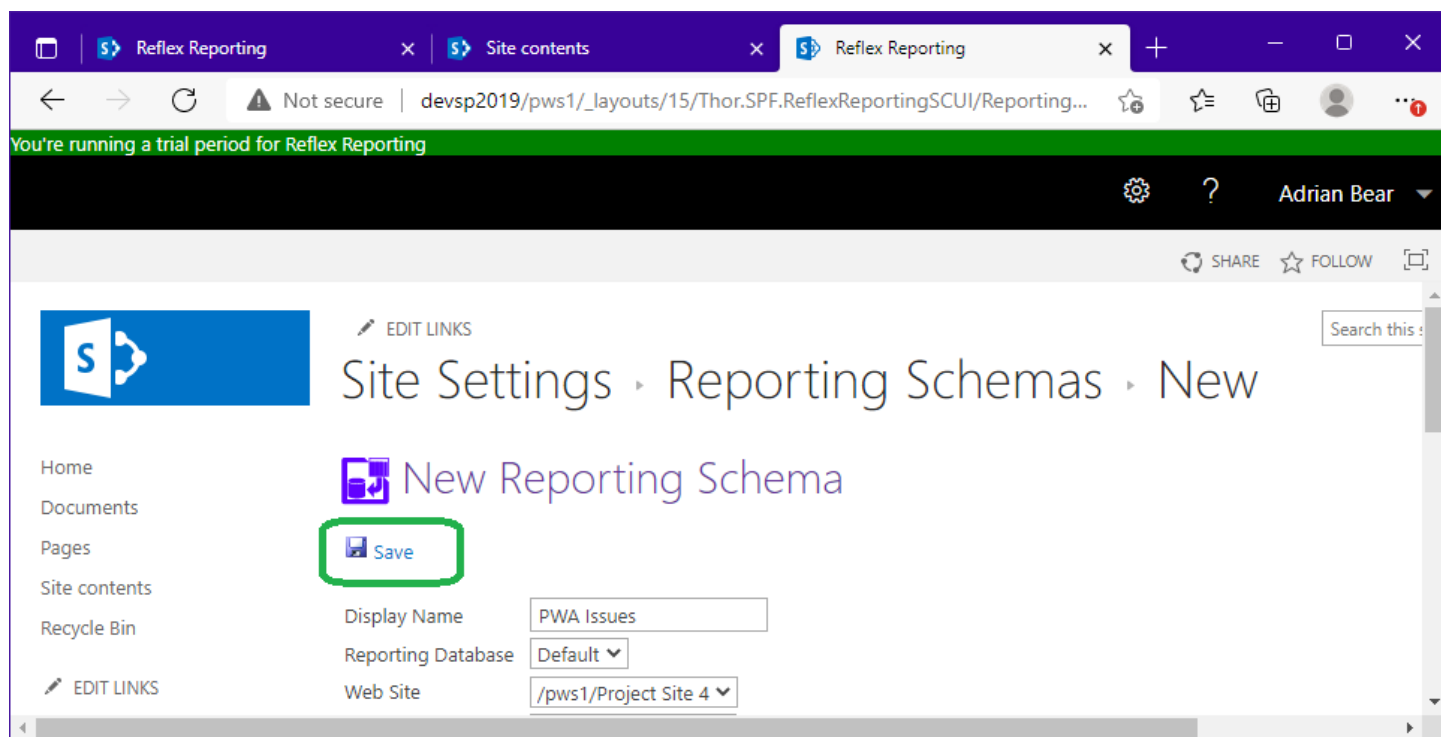 Reflex Reporting
Site contents
Reflex Reporting
Not secure devsp2019/pws1/_layouts/15/Thor.SPF.ReflexReportingSCUI/Reporting...
You're running a trial period for Reflex Reporting
? Adrian Bear
SHARE FOLLOW
S
EDIT LINKS
Search this s
Site Settings ▸ Reporting Schemas ▸ New
Home
Documents
Pages
Site contents
Recycle Bin
EDIT LINKS
New Reporting Schema
Save
Display Name PWA Issues
Reporting Database Default
Web Site /pws1/Project Site 4